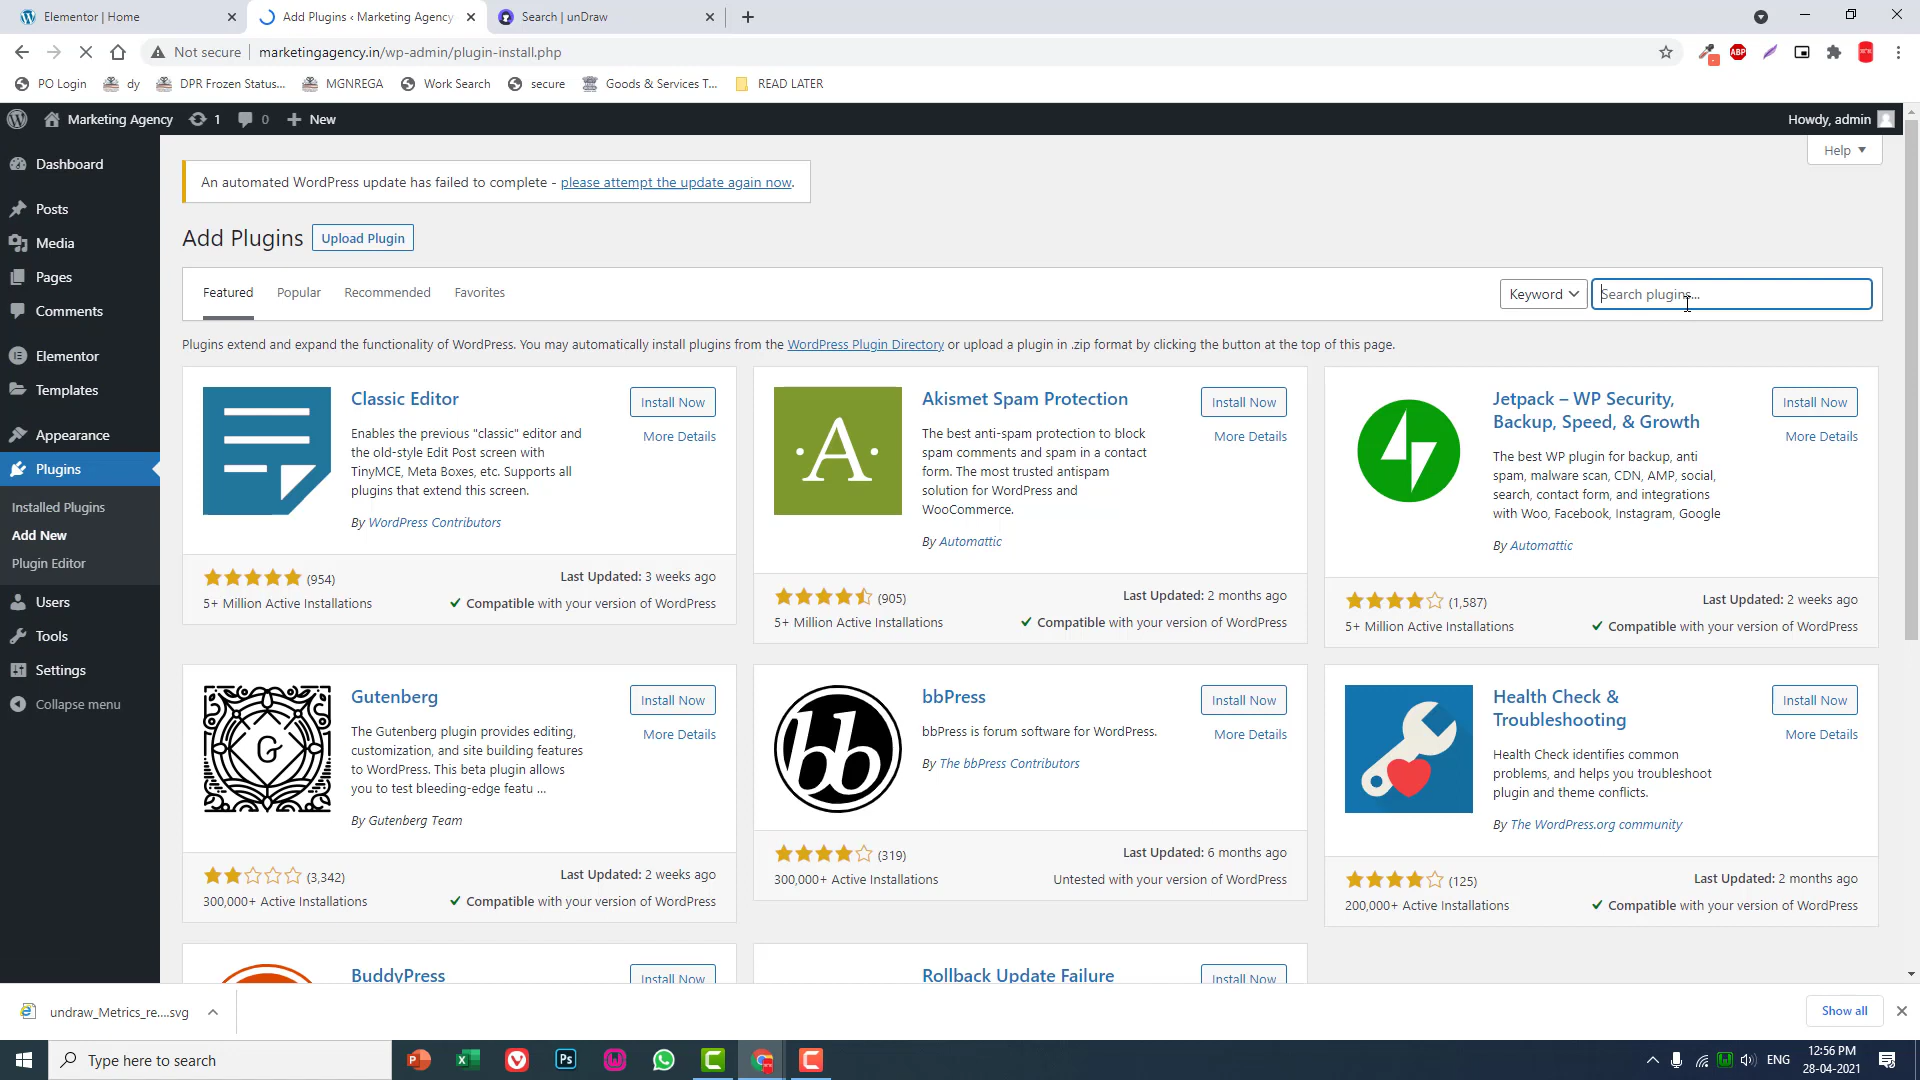 Elementor | Home
Add Plugins ‹ Marketing Agency
Search | unDraw
Not secure
marketingagency.in/wp-admin/plugin-install.php
ABP
PO Login
dy
DPR Frozen Status...
MGNREGA
Work Search
secure
Goods & Services T...
READ LATER
Marketing Agency
1
0
New
Howdy, admin
Help
Dashboard
Posts
Media
Pages
Comments
Elementor
Templates
Appearance
Plugins
Installed Plugins
Add New
Plugin Editor
Users
Tools
Settings
Collapse menu
An automated WordPress update has failed to complete - please attempt the update again now.
Add Plugins
Upload Plugin
Featured
Popular
Recommended
Favorites
Keyword
Search plugins...
Plugins extend and expand the functionality of WordPress. You may automatically install plugins from the WordPress Plugin Directory or upload a plugin in .zip format by clicking the button at the top of this page.
Classic Editor
Install Now
More Details
Enables the previous "classic" editor and
the old-style Edit Post screen with
TinyMCE, Meta Boxes, etc. Supports all
plugins that extend this screen.
By WordPress Contributors
(954)
Last Updated: 3 weeks ago
5+ Million Active Installations
Compatible with your version of WordPress
A
Akismet Spam Protection
Install Now
More Details
The best anti-spam protection to block
spam comments and spam in a contact
form. The most trusted antispam
solution for WordPress and
WooCommerce.
By Automattic
(905)
Last Updated: 2 months ago
5+ Million Active Installations
Compatible with your version of WordPress
Jetpack – WP Security,
Backup, Speed, & Growth
Install Now
More Details
The best WP plugin for backup, anti
spam, malware scan, CDN, AMP, social,
search, contact form, and integrations
with Woo, Facebook, Instagram, Google
By Automattic
(1,587)
Last Updated: 2 weeks ago
5+ Million Active Installations
Compatible with your version of WordPress
G
Gutenberg
Install Now
More Details
The Gutenberg plugin provides editing,
customization, and site building features
to WordPress. This beta plugin allows
you to test bleeding-edge featu ...
By Gutenberg Team
(3,342)
Last Updated: 2 weeks ago
300,000+ Active Installations
Compatible with your version of WordPress
bb
bbPress
Install Now
More Details
bbPress is forum software for WordPress.
By The bbPress Contributors
(319)
Last Updated: 6 months ago
300,000+ Active Installations
Untested with your version of WordPress
Health Check &
Troubleshooting
Install Now
More Details
Health Check identifies common
problems, and helps you troubleshoot
plugin and theme conflicts.
By The WordPress.org community
(125)
Last Updated: 2 months ago
200,000+ Active Installations
Compatible with your version of WordPress
BuddyPress
Install Now
Rollback Update Failure
Install Now
Install Now
undraw_Metrics_re....svg
Show all
Type here to search
Ps
ENG
12:56 PM
28-04-2021